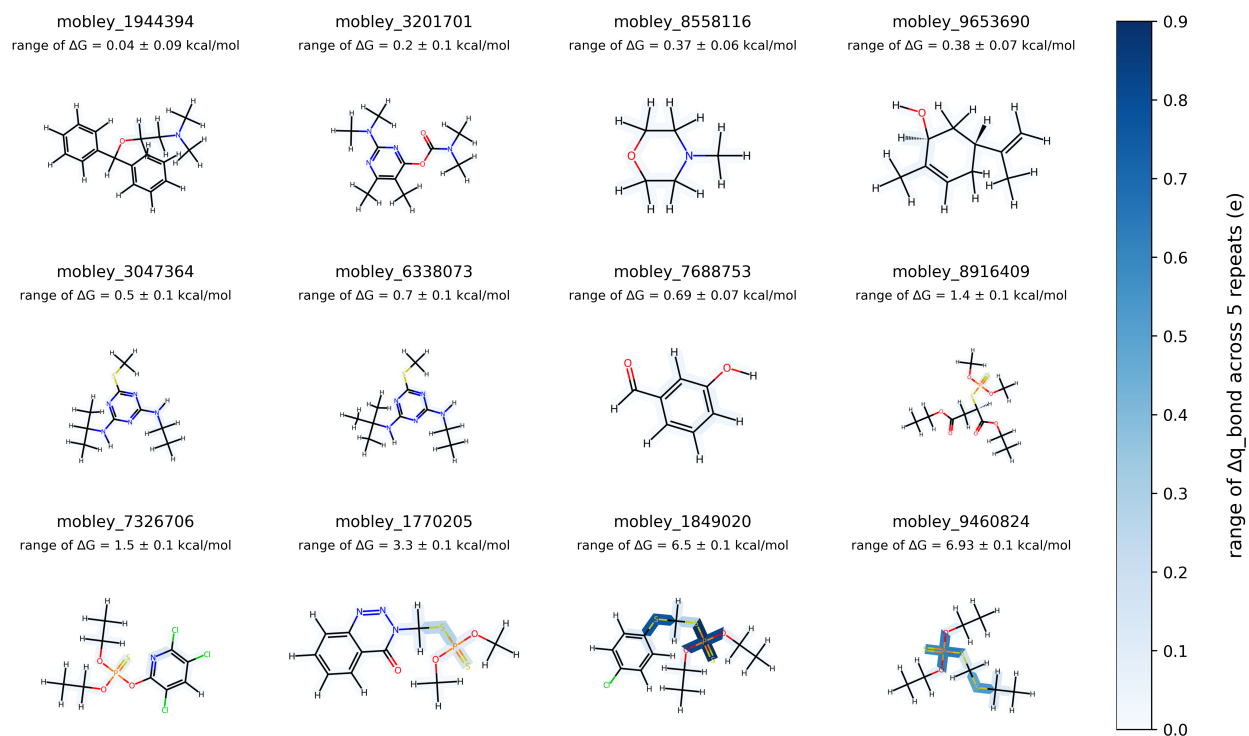 mobley_1944394 mobley_3201701 mobley_8558116 mobley_9653690
range of ΔG = 0.04 ± 0.09 kcal/mol range of ΔG = 0.2 ± 0.1 kcal/mol range of ΔG = 0.37 ± 0.06 kcal/mol range of ΔG = 0.38 ± 0.07 kcal/mol
mobley_3047364 mobley_6338073 mobley_7688753 mobley_8916409
range of ΔG = 0.5 ± 0.1 kcal/mol range of ΔG = 0.7 ± 0.1 kcal/mol range of ΔG = 0.69 ± 0.07 kcal/mol range of ΔG = 1.4 ± 0.1 kcal/mol
mobley_7326706 mobley_1770205 mobley_1849020 mobley_9460824
range of ΔG = 1.5 ± 0.1 kcal/mol range of ΔG = 3.3 ± 0.1 kcal/mol range of ΔG = 6.5 ± 0.1 kcal/mol range of ΔG = 6.93 ± 0.1 kcal/mol
0.9
0.8
0.7
0.6
0.5
0.4
0.3
0.2
0.1
0.0
range of Δq_bond across 5 repeats (e)